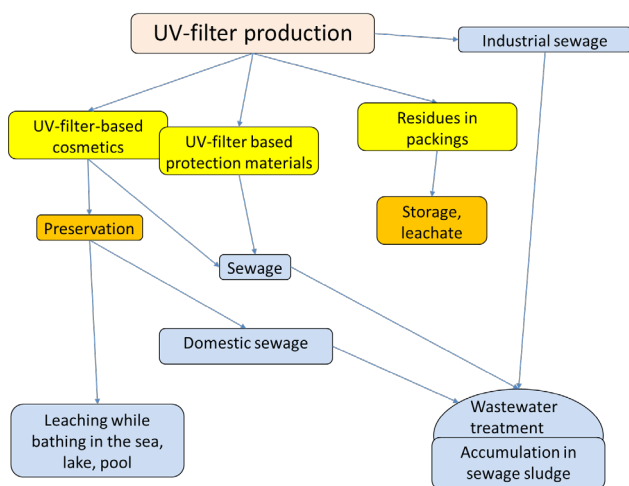 UV-filter production
Industrial sewage
UV-filter-based
cosmetics
UV-filter based
protection materials
Residues in
packings
Preservation
Storage,
leachate
Sewage
Domestic sewage
Leaching while
bathing in the sea,
lake, pool
Wastewater
treatment
Accumulation in
sewage sludge